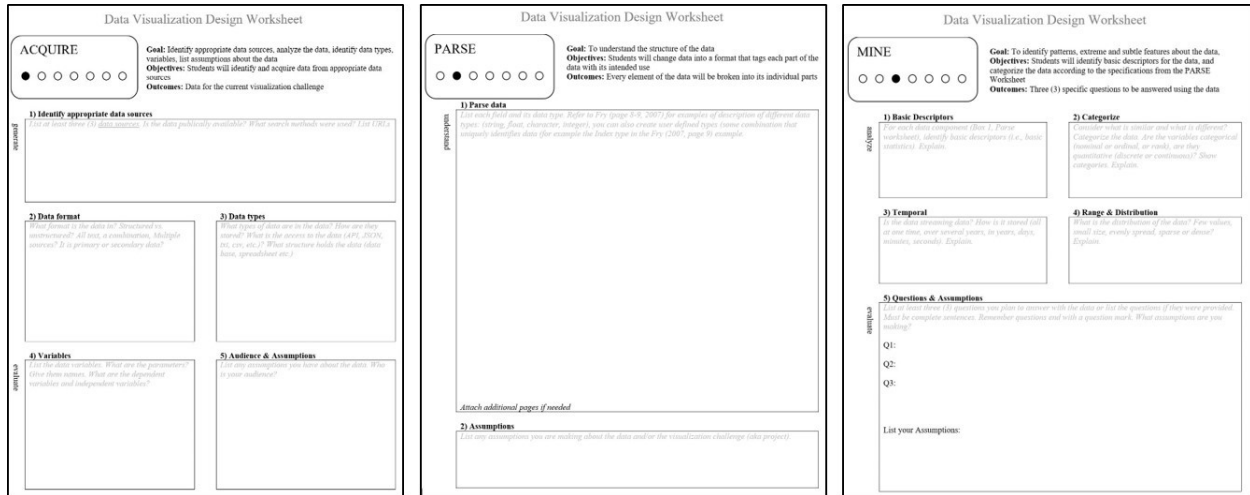 Data Visualization Design Worksheet
ACQUIRE
Goal: Identify appropriate data sources, analyze the data, identify data types,
variables, list assumptions about the data
Objectives: Students will identify and acquire data from appropriate data
sources
Outcomes: Data for the current visualization challenge
generate
1) Identify appropriate data sources
List at least three (3) data sources. Is the data publically available? What search methods were used? List URLs
2) Data format
What format is the data in? Structured vs.
unstructured? All text, a combination. Multiple
sources? It is primary or secondary data?
3) Data types
What types of data are in the data? How are they
stored? What is the access to the data (API, JSON,
txt, csv, etc.)? What structure holds the data (data
base, spreadsheet etc.)
evaluate
4) Variables
List the data variables. What are the parameters?
Give them names. What are the dependent
variables and independent variables?
5) Audience & Assumptions
List any assumptions you have about the data. Who
is your audience?
Data Visualization Design Worksheet
PARSE
Goal: To understand the structure of the data
Objectives: Students will change data into a format that tags each part of the
data with its intended use
Outcomes: Every element of the data will be broken into its individual parts
understand
1) Parse data
List each field and its data type. Refer to Fry (page 8-9, 2007) for examples of description of different data
types: (string, float, character, integer), you can also create user defined types (some combination that
uniquely identifies data (for example the Index type in the Fry (2007, page 9) example.
Attach additional pages if needed
2) Assumptions
List any assumptions you are making about the data and/or the visualization challenge (aka project)
Data Visualization Design Worksheet
MINE
Goal: To identify patterns, extreme and subtle features about the data,
Objectives: Students will identify basic descriptors for the data, and
categorize the data according to the specifications from the PARSE
Worksheet
Outcomes: Three (3) specific questions to be answered using the data
analyze
1) Basic Descriptors
For each data component (Box 1, Parse
worksheet), identify basic descriptors (i.e., basic
statistics). Explain.
2) Categorize
Consider what is similar and what is different?
Categorize the data. Are the variables categorical
(nominal or ordinal, or rank), are they
quantitative (discrete or continuous)? Show
categories. Explain.
3) Temporal
Is the data streaming data? How is it stored (all
at one time, over several years, in years, days,
minutes, seconds). Explain.
4) Range & Distribution
What is the distribution of the data? Few values,
small size, evenly spread, sparse or dense?
Explain.
evaluate
5) Questions & Assumptions
List at least three (3) questions you plan to answer with the data or list the questions if they were provided.
Must be complete sentences. Remember questions end with a question mark. What assumptions are you
making?
Q1:
Q2:
Q3:
List your Assumptions: